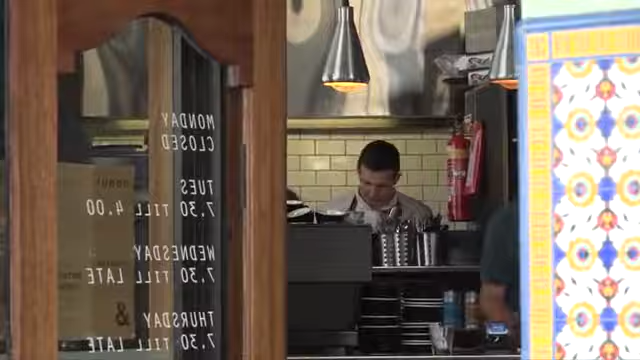 MONDAY
CLOSED
TUES
7.30 TILL 4.00
WEDNESDAY
7.30 TILL LATE
THURSDAY
7.30 TILL LATE
&